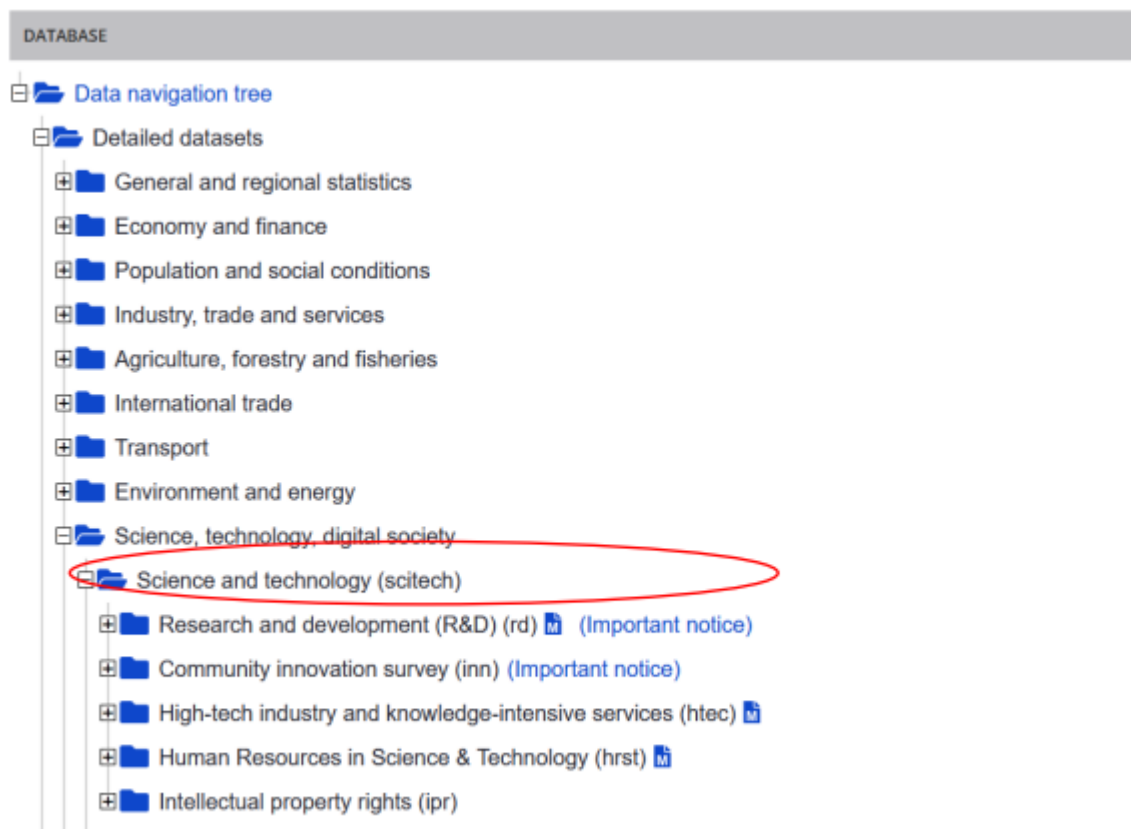 DATABASE
Data navigation tree
Detailed datasets
General and regional statistics
Economy and finance
Population and social conditions
Industry, trade and services
Agriculture, forestry and fisheries
International trade
Transport
Environment and energy
Science, technology, digital society
Science and technology (scitech)
Research and development (R&D) (rd) M (Important notice)
Community innovation survey (inn) (Important notice)
High-tech industry and knowledge-intensive services (htec) M
Human Resources in Science & Technology (hrst) M
Intellectual property rights (ipr)